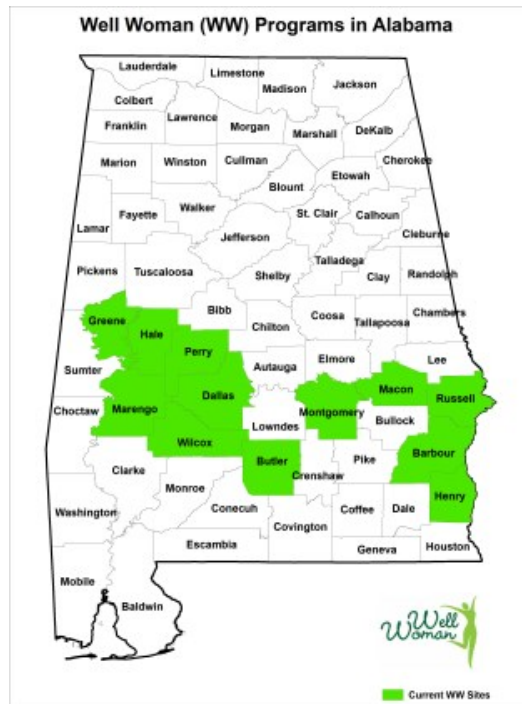 Well Woman (WW) Programs in Alabama
Lauderdale
Limestone
Madison
Jackson
Colbert
Lawrence
Franklin
Morgan
Marshall
DeKalb
Marion
Winston
Cullman
Cherokee
Etowah
Blount
Walker
St. Clair
Calhoun
Fayette
Lamar
Jefferson
Cleburne
Talladega
Pickens
Tuscaloosa
Shelby
Clay
Randolph
Bibb
Coosa
Chambers
Greene
Hale
Chilton
Tallapoosa
Perry
Elmore
Lee
Sumter
Autauga
Macon
Dallas
Russell
Choctaw
Marengo
Montgomery
Lowndes
Bullock
Wilcox
Barbour
Butler
Pike
Clarke
Crenshaw
Monroe
Henry
Washington
Conecuh
Coffee
Dale
Covington
Escambia
Geneva
Houston
Mobile
Baldwin
Well
Woman
Current WW Sites